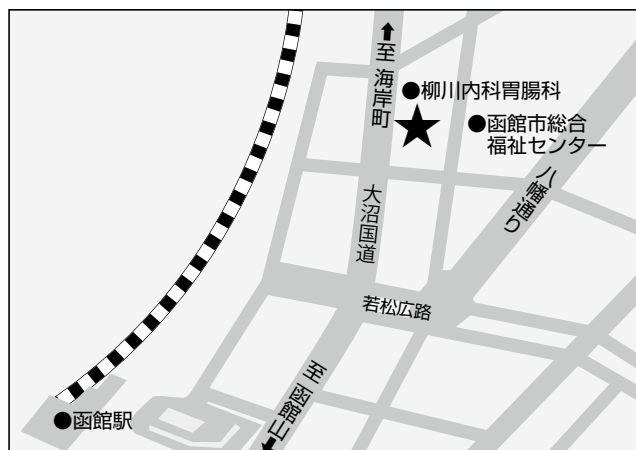 至 海岸町
●柳川内科胃腸科
●函館市総合
福祉センター
八幡通り
大沼国道
若松広路
至 函館山
●函館駅